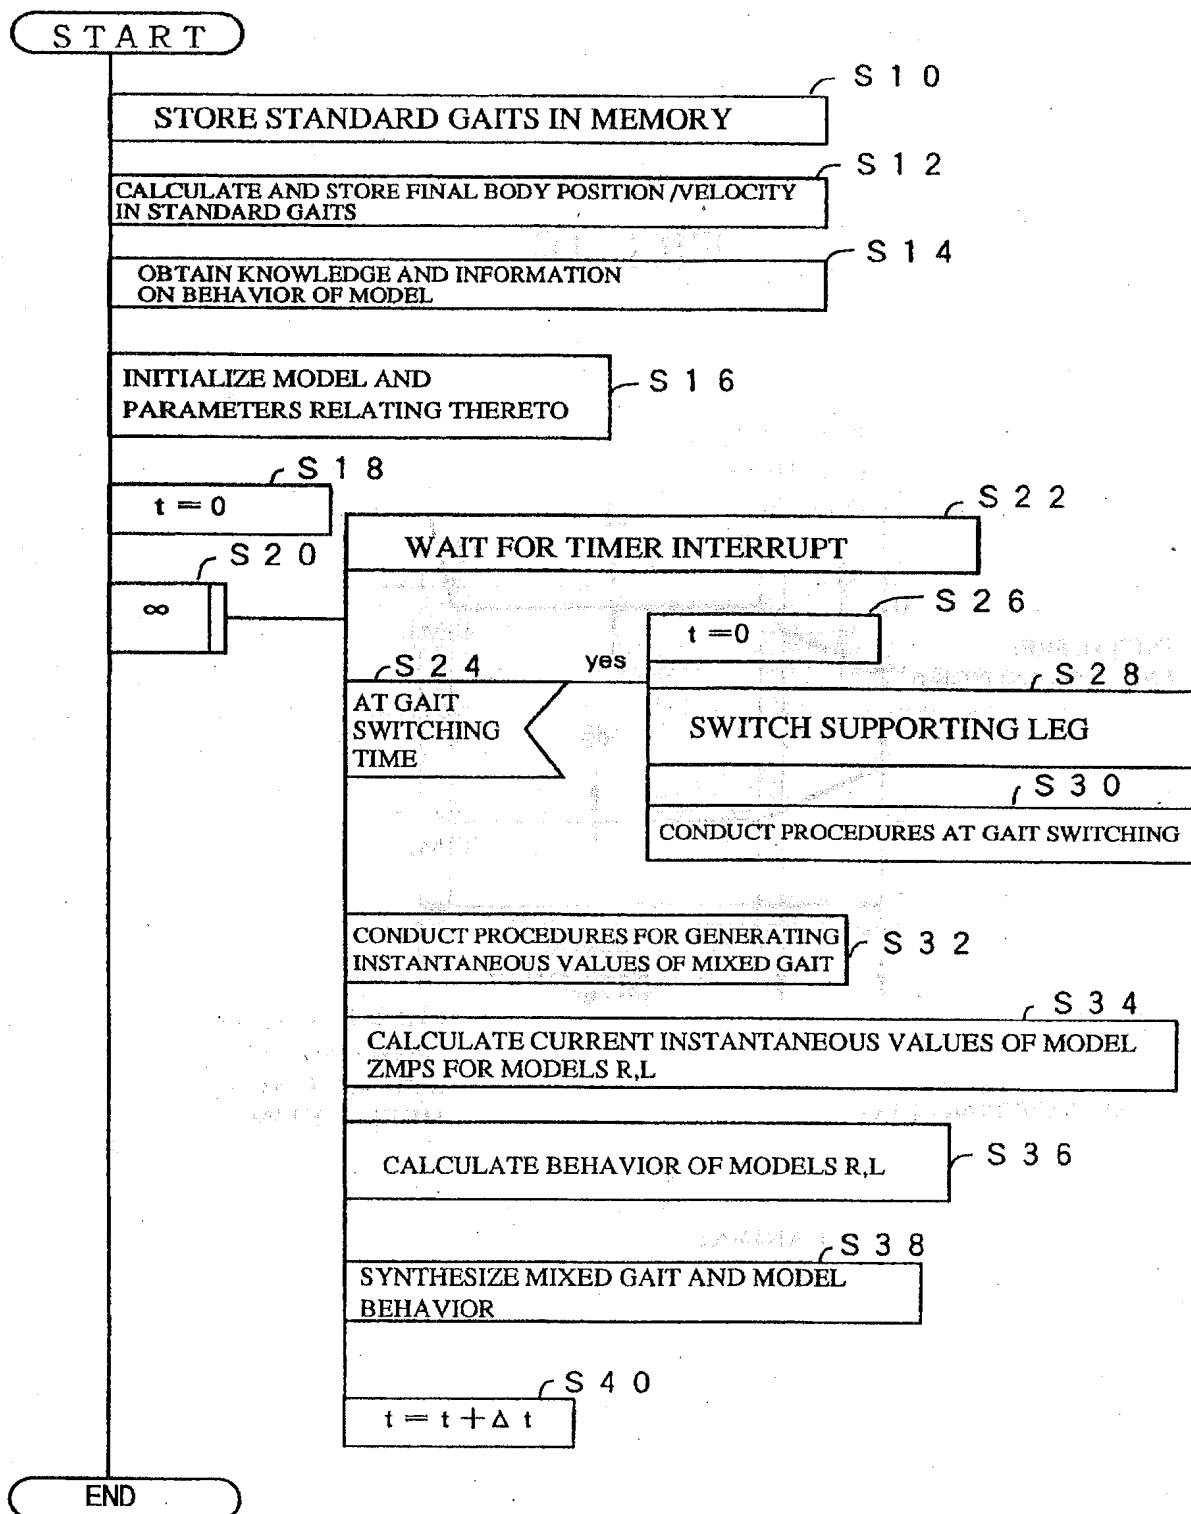 START
S10
STORE STANDARD GAITS IN MEMORY
S12
CALCULATE AND STORE FINAL BODY POSITION /VELOCITY
IN STANDARD GAITS
S14
OBTAIN KNOWLEDGE AND INFORMATION
ON BEHAVIOR OF MODEL
S16
INITIALIZE MODEL AND
PARAMETERS RELATING THERETO
S18
t = 0
S20
∞
S22
WAIT FOR TIMER INTERRUPT
S24
AT GAIT
SWITCHING
TIME
yes
S26
t = 0
S28
SWITCH SUPPORTING LEG
S30
CONDUCT PROCEDURES AT GAIT SWITCHING
S32
CONDUCT PROCEDURES FOR GENERATING
INSTANTANEOUS VALUES OF MIXED GAIT
S34
CALCULATE CURRENT INSTANTANEOUS VALUES OF MODEL
ZMPS FOR MODELS R,L
S36
CALCULATE BEHAVIOR OF MODELS R,L
S38
SYNTHESIZE MIXED GAIT AND MODEL
BEHAVIOR
S40
t = t + Δ t
END